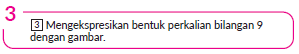 3
3 Mengekspresikan bentuk perkalian bilangan 9
dengan gambar.